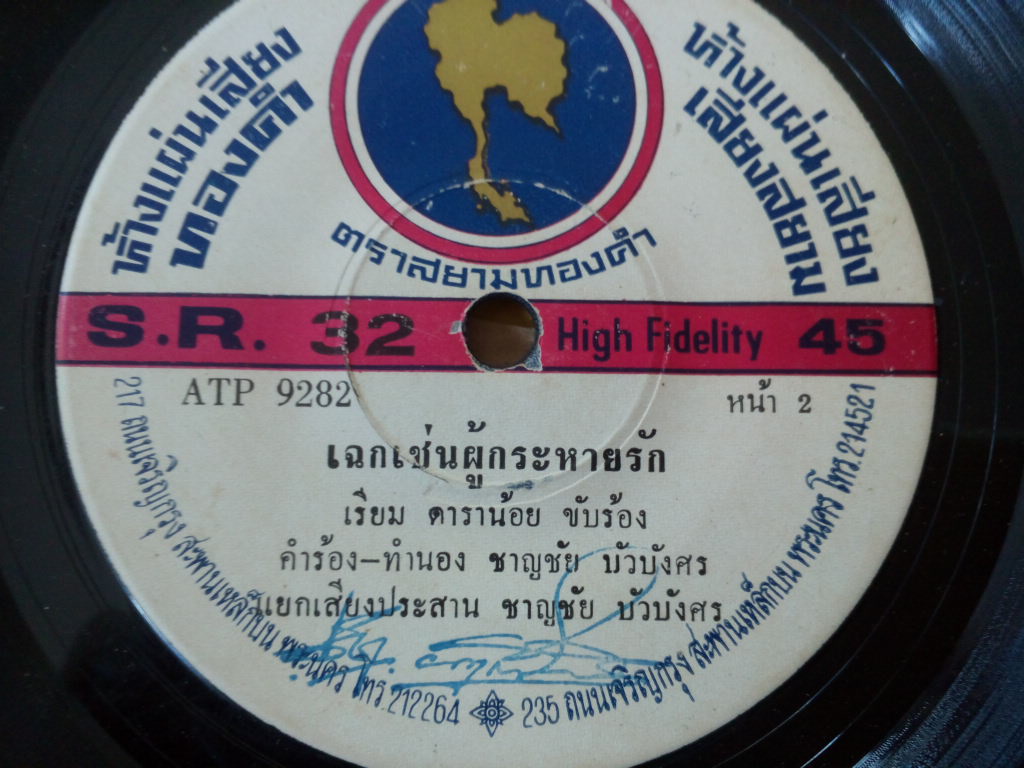 ห้างแผ่นเสียง
ทองคำ
ห้างแผ่นเสียง
เสียงสยาม
ตราสยามทองคำ
S.R. 32 High Fidelity 45
ATP 9282 หน้า 2
เฉกเช่นผู้กระหายรัก
เรียม ดาราน้อย ขับร้อง
คำร้อง-ทำนอง ชาญชัย บัวบังศร
แยกเสียงประสาน ชาญชัย บัวบังศร
217 ถนนเจริญกรุง สะพานเหล็กบน พระนคร โทร. 212264
235 ถนนเจริญกรุง สะพานเหล็กบน พระนคร โทร. 214521